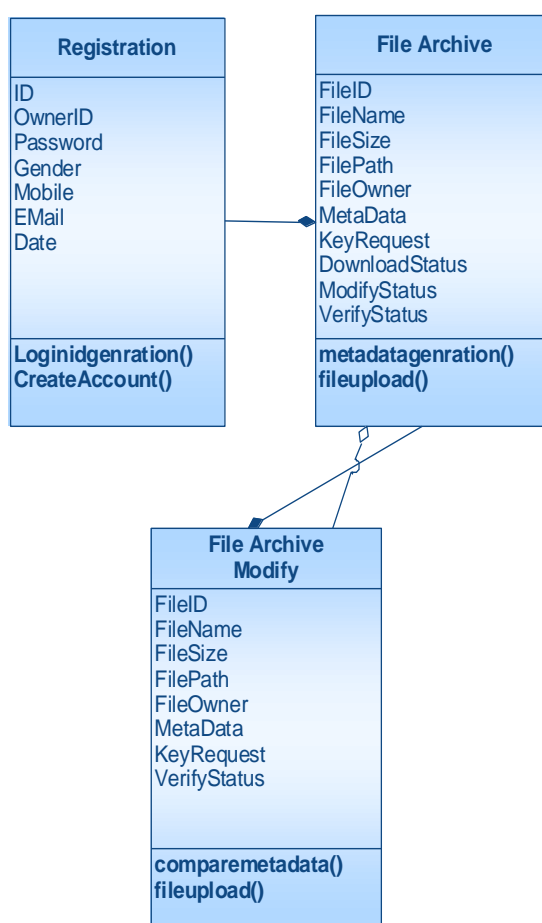 Registration
ID
OwnerID
Password
Gender
Mobile
EMail
Date
Loginidgenration()
CreateAccount()
File Archive
FileID
FileName
FileSize
FilePath
FileOwner
MetaData
KeyRequest
DownloadStatus
ModifyStatus
VerifyStatus
metadatagenration()
fileupload()
File Archive
Modify
FileID
FileName
FileSize
FilePath
FileOwner
MetaData
KeyRequest
VerifyStatus
comparemetadata()
fileupload()